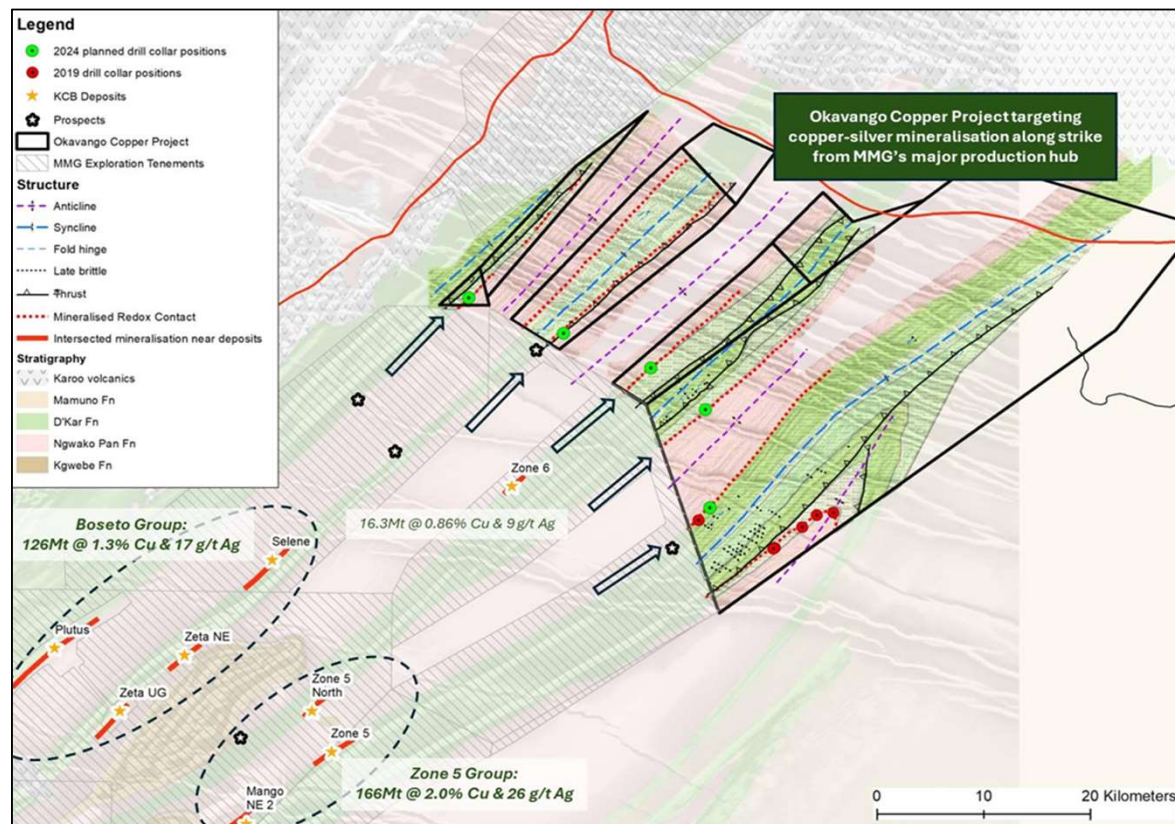 Legend
2024 planned drill collar positions
2019 drill collar positions
KCB Deposits
Prospects
Okavango Copper Project
MMG Exploration Tenements
Structure
Anticline
Syncline
Fold hinge
Late brittle
Thrust
Mineralised Redox Contact
Intersected mineralisation near deposits
Stratigraphy
Karoo volcanics
Mamuno Fn
D'Kar Fn
Ngwako Pan Fn
Kgwebe Fn
Okavango Copper Project targeting
copper-silver mineralisation along strike
from MMG's major production hub
Zone 6
16.3Mt @ 0.86% Cu & 9 g/t Ag
Boseto Group:
126Mt @ 1.3% Cu & 17 g/t Ag
Selene
Plutus
Zeta NE
Zeta UG
Zone 5
North
Zone 5
Mango
NE 2
Zone 5 Group:
166Mt @ 2.0% Cu & 26 g/t Ag
0 10 20 Kilometers